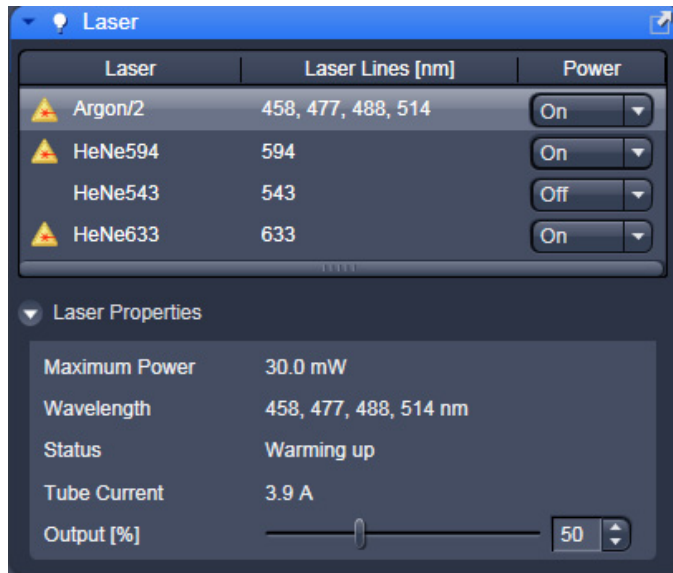 Laser
Laser Laser Lines [nm] Power
Argon/2 458, 477, 488, 514 On
HeNe594 594 On
HeNe543 543 Off
HeNe633 633 On
Laser Properties
Maximum Power 30.0 mW
Wavelength 458, 477, 488, 514 nm
Status Warming up
Tube Current 3.9 A
Output [%] 50